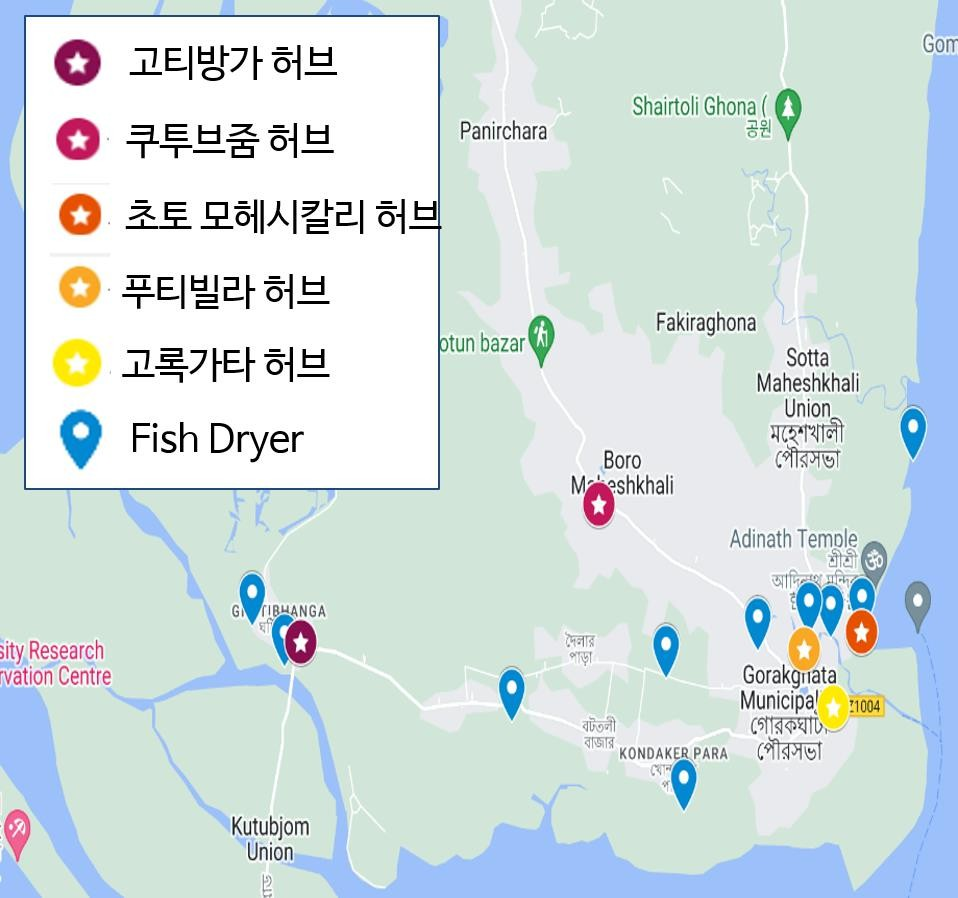 고티방가 허브
쿠투브줌 허브
초토 모헤시칼리 허브
푸티빌라 허브
고록가타 허브
Fish Dryer
Gom
Shairtoli Ghona (
공원
Panirchara
Fakiraghona
otun bazar
Sotta
Maheshkhali
Union
মহেশখালী
পৌরসভা
Boro
Maheshkhali
Adinath Temple
শ্রীশ্রী
আদিনাথ মন্দির
sity Research
rvation Centre
দৈলার
পাড়া
Gorakghata
Z1004
গোরকঘাটা
পৌরসভা
বটতলী
বাজার
KONDAKER PARA
Kutubjom
Union